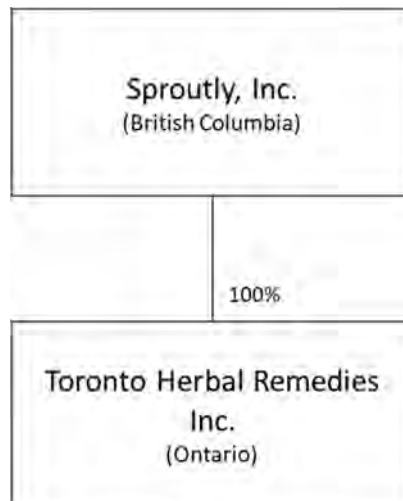 Sproutly, Inc.
(British Columbia)
100%
Toronto Herbal Remedies
Inc.
(Ontario)